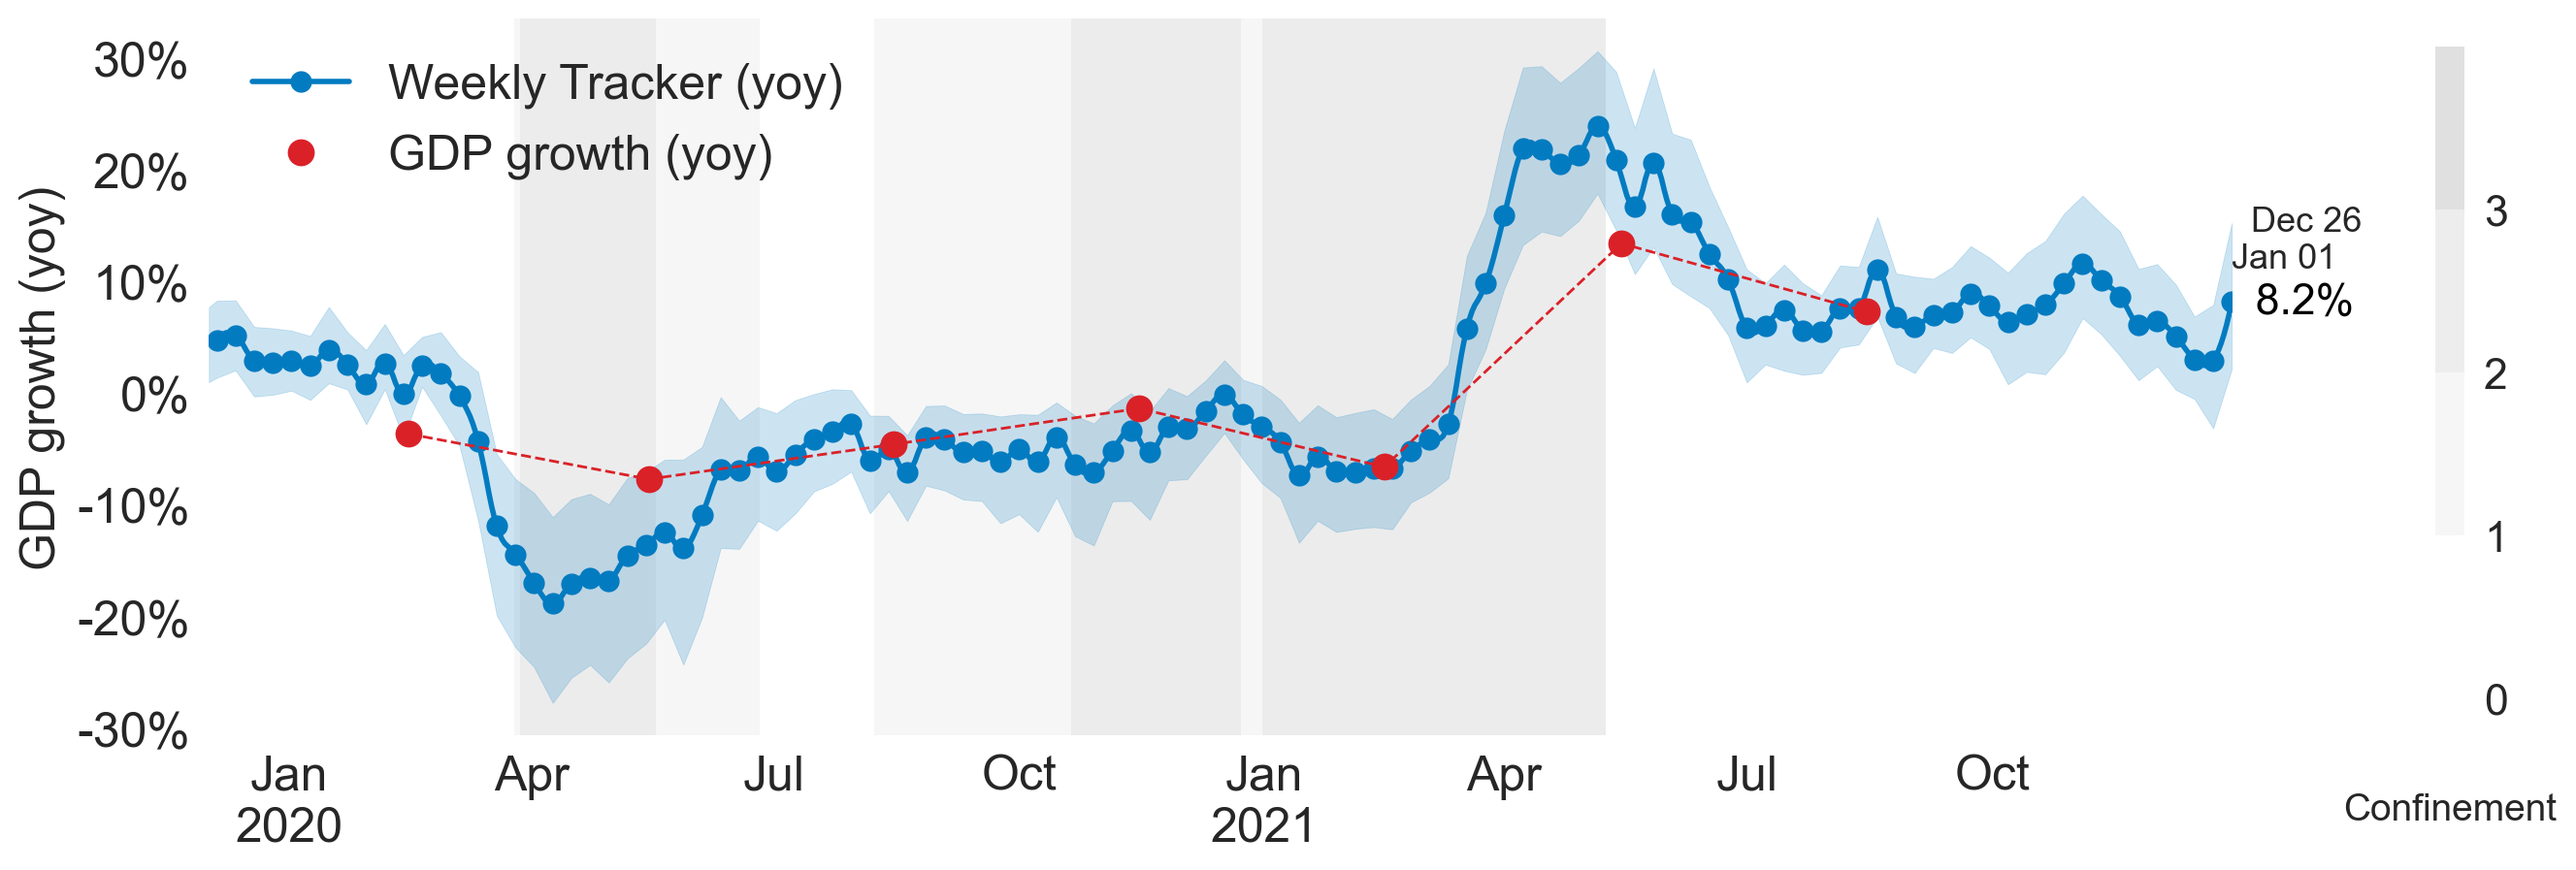 GDP growth (yoy)
30%
20%
10%
0%
-10%
-20%
-30%
Weekly Tracker (yoy)
GDP growth (yoy)
Dec 26
Jan 01
8.2%
3
2
1
0
Confinement
Jan
2020
Apr
Jul
Oct
Jan
2021
Apr
Jul
Oct